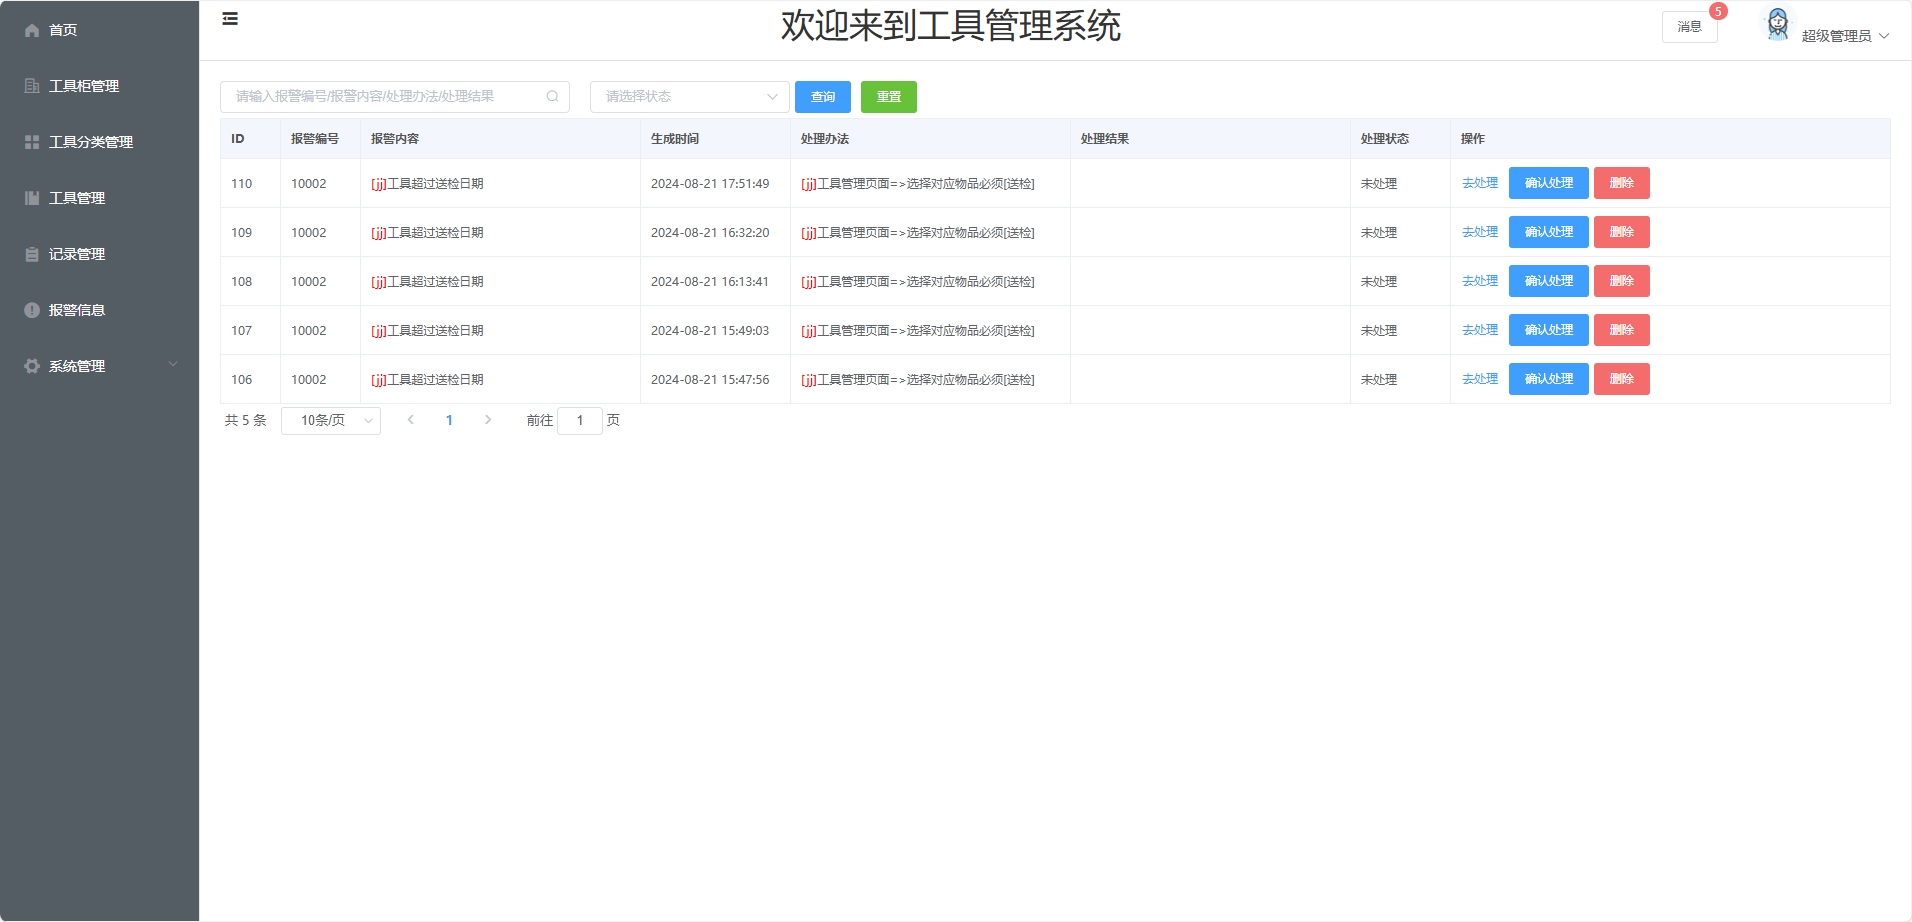 首页
工具柜管理
工具分类管理
工具管理
记录管理
报警信息
系统管理
欢迎来到工具管理系统
消息
5
超级管理员
请输入报警编号/报警内容/处理办法/处理结果 请选择状态 查询 重置
ID 报警编号 报警内容 生成时间 处理办法 处理结果 处理状态 操作
110 10002 [jj]工具超过送检日期 2024-08-21 17:51:49 [jj]工具管理页面=>选择对应物品必须[送检] 未处理 去处理 确认处理 删除
109 10002 [jj]工具超过送检日期 2024-08-21 16:32:20 [jj]工具管理页面=>选择对应物品必须[送检] 未处理 去处理 确认处理 删除
108 10002 [jj]工具超过送检日期 2024-08-21 16:13:41 [jj]工具管理页面=>选择对应物品必须[送检] 未处理 去处理 确认处理 删除
107 10002 [jj]工具超过送检日期 2024-08-21 15:49:03 [jj]工具管理页面=>选择对应物品必须[送检] 未处理 去处理 确认处理 删除
106 10002 [jj]工具超过送检日期 2024-08-21 15:47:56 [jj]工具管理页面=>选择对应物品必须[送检] 未处理 去处理 确认处理 删除
共 5 条 10条/页 1 前往 1 页